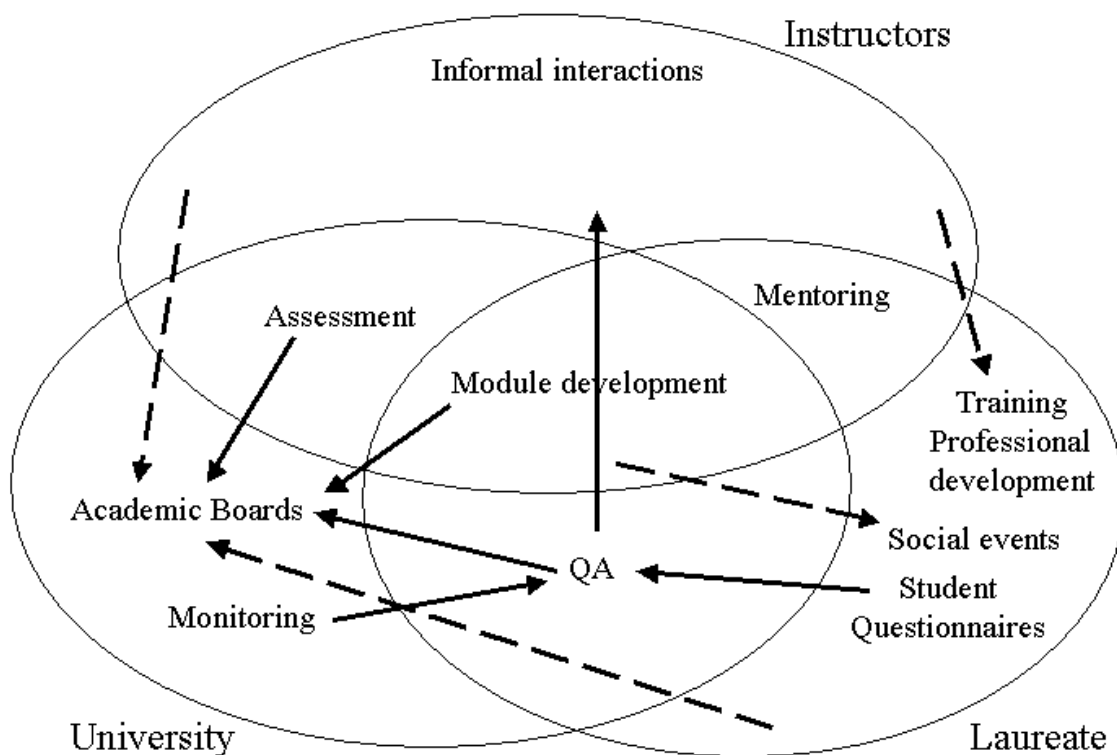 Instructors
Informal interactions
Mentoring
Assessment
Module development
Training
Professional
development
Academic Boards
Social events
QA
Student
Questionnaires
Monitoring
University
Laureate